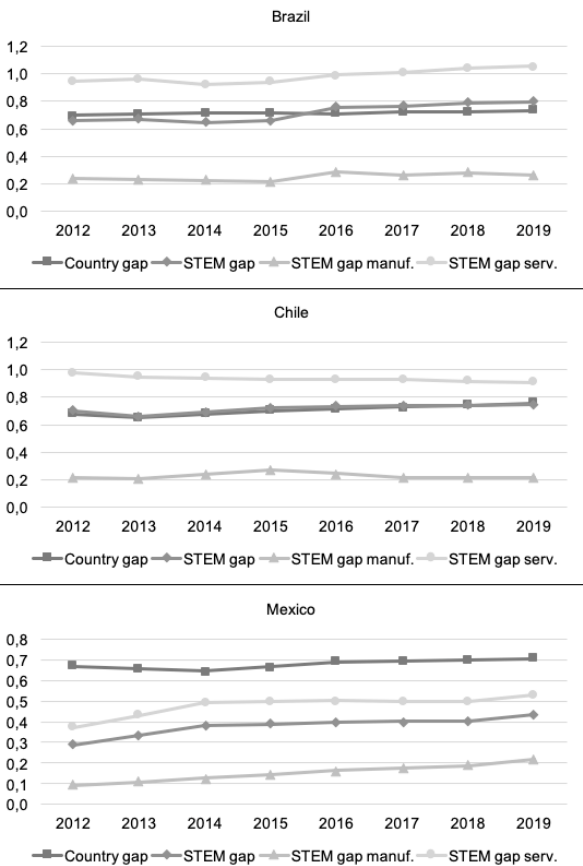 Brazil
1,2
1,0
0,8
0,6
0,4
0,2
0,0
2012 2013 2014 2015 2016 2017 2018 2019
Country gap STEM gap STEM gap manuf. STEM gap serv.
Chile
1,2
1,0
0,8
0,6
0,4
0,2
0,0
2012 2013 2014 2015 2016 2017 2018 2019
Country gap STEM gap STEM gap manuf. STEM gap serv.
Mexico
0,8
0,7
0,6
0,5
0,4
0,3
0,2
0,1
0,0
2012 2013 2014 2015 2016 2017 2018 2019
Country gap STEM gap STEM gap manuf. STEM gap serv.